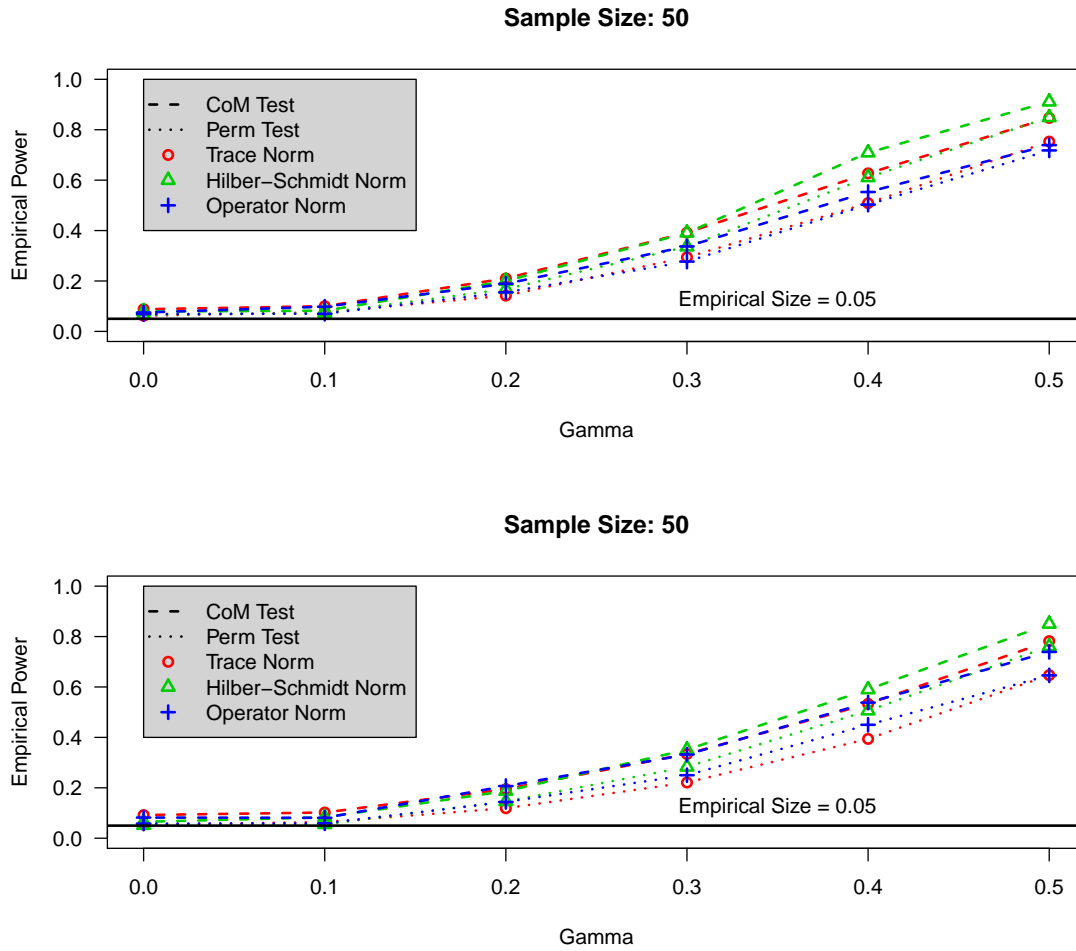 Sample Size: 50
Empirical Power
1.0
0.8
0.6
0.4
0.2
0.0
CoM Test
Perm Test
Trace Norm
Hilber−Schmidt Norm
Operator Norm
Empirical Size = 0.05
0.0 0.1 0.2 0.3 0.4 0.5
Gamma
Sample Size: 50
Empirical Power
1.0
0.8
0.6
0.4
0.2
0.0
CoM Test
Perm Test
Trace Norm
Hilber−Schmidt Norm
Operator Norm
Empirical Size = 0.05
0.0 0.1 0.2 0.3 0.4 0.5
Gamma